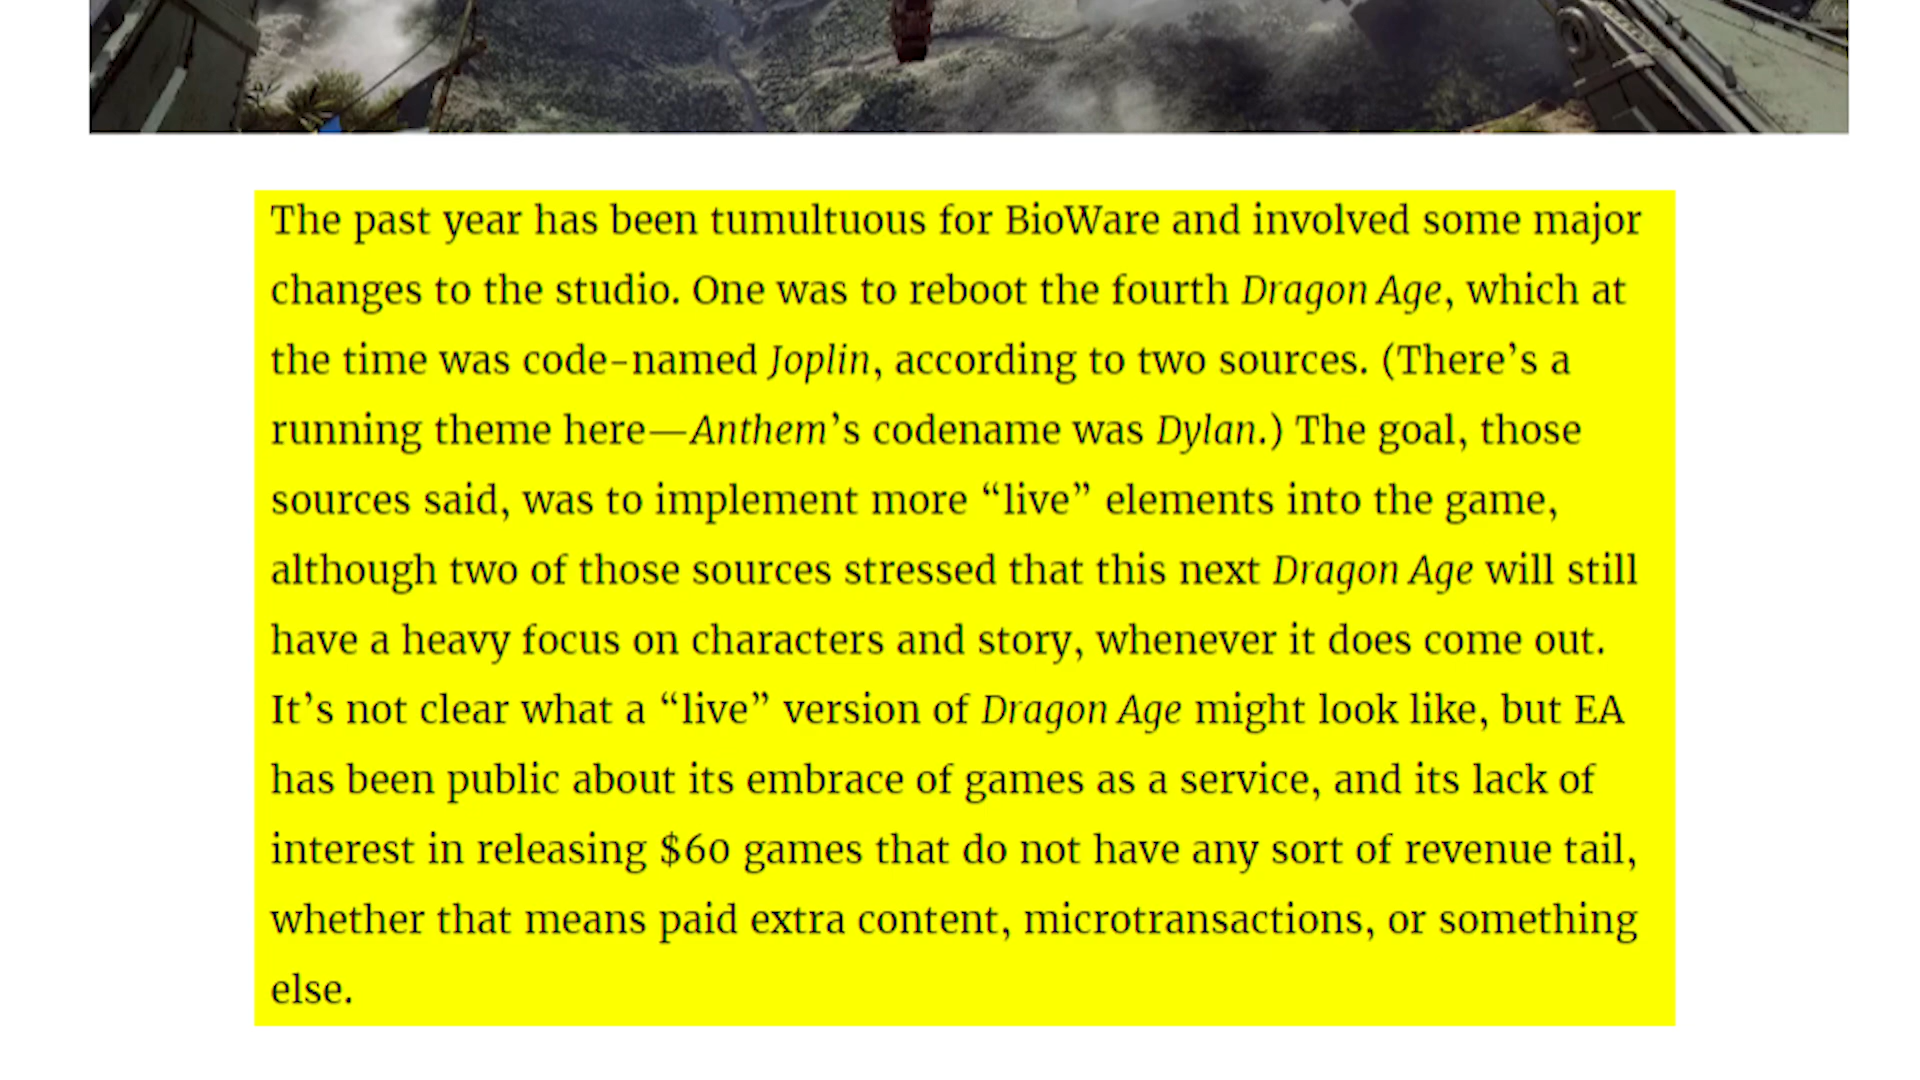 The past year has been tumultuous for BioWare and involved some major
changes to the studio. One was to reboot the fourth Dragon Age, which at
the time was code-named Joplin, according to two sources. (There’s a
running theme here—Anthem’s codename was Dylan.) The goal, those
sources said, was to implement more “live” elements into the game,
although two of those sources stressed that this next Dragon Age will still
have a heavy focus on characters and story, whenever it does come out.
It’s not clear what a “live” version of Dragon Age might look like, but EA
has been public about its embrace of games as a service, and its lack of
interest in releasing $60 games that do not have any sort of revenue tail,
whether that means paid extra content, microtransactions, or something
else.